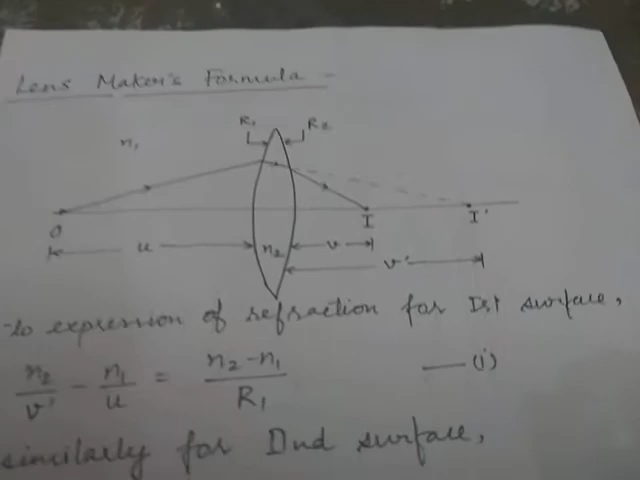 Lens Maker's Formula -
R₁ R₂
n₁
O I I'
u n₂ v
v'
to expression of refraction for Ist surface,
n₂/v' - n₁/u = n₂-n₁/R₁ —(i)
similarly for IInd surface,